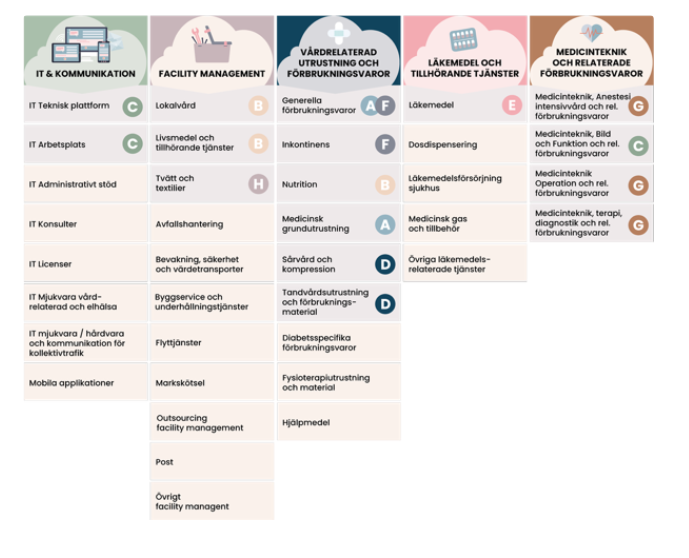 IT & KOMMUNIKATION
IT Teknisk plattform C
IT Arbetsplats C
IT Administrativt stöd
IT Konsulter
IT Licenser
IT Mjukvara vård-
relaterad och elhälsa
IT mjukvara / hårdvara
och kommunikation för
kollektivtrafik
Mobila applikationer
FACILITY MANAGEMENT
Lokalvård B
Livsmedel och
tillhörande tjänster B
Tvätt och
textilier H
Avfallshantering
Bevakning, säkerhet
och värdetransporter
Byggservice och
underhållningstjänster
Flyttjänster
Markskötsel
Outsourcing
facility management
Post
Övrigt
facility managent
VÅRDRELATERAD
UTRUSTNING OCH
FÖRBRUKNINGSVAROR
Generella
förbrukningsvaror A F
Inkontinens F
Nutrition B
Medicinsk
grundutrustning A
Sårvård och
kompression D
Tandvårdsutrustning
och förbruknings-
material D
Diabetsspecifika
förbrukningsvaror
Fysioterapiutrustning
och material
Hjälpmedel
LÄKEMEDEL OCH
TILLHÖRANDE TJÄNSTER
Läkemedel E
Dosdispensering
Läkemedelsförsörjning
sjukhus
Medicinsk gas
och tillbehör
Övriga läkemedels-
relaterade tjänster
MEDICINTEKNIK
OCH RELATERADE
FÖRBRUKNINGSVAROR
Medicinteknik, Anestesi
intensivvård och rel.
förbrukningsvaror G
Medicinteknik, Bild
och Funktion och rel.
förbrukningsvaror C
Medicinteknik
Operation och rel.
förbrukningsvaror G
Medicinteknik, terapi,
diagnostik och rel.
förbrukningsvaror G